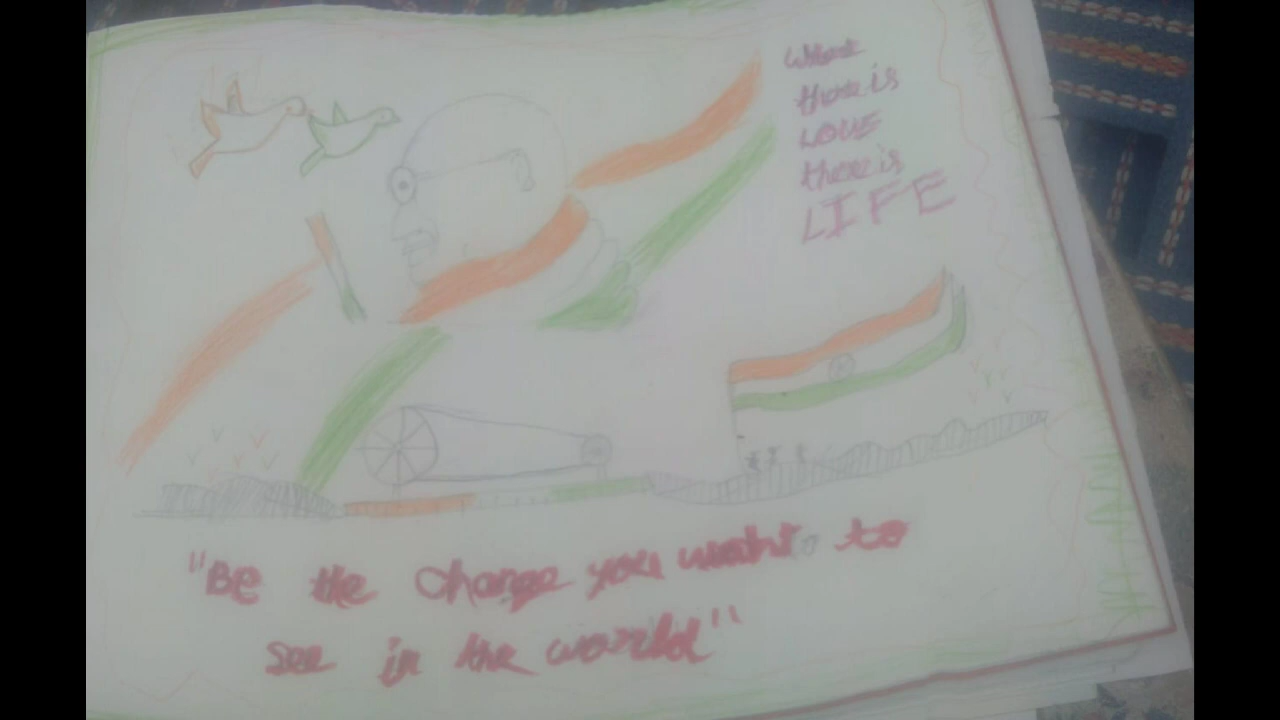 Where
there is
LOVE
there is
LIFE
"Be the change you want to
see in the world"